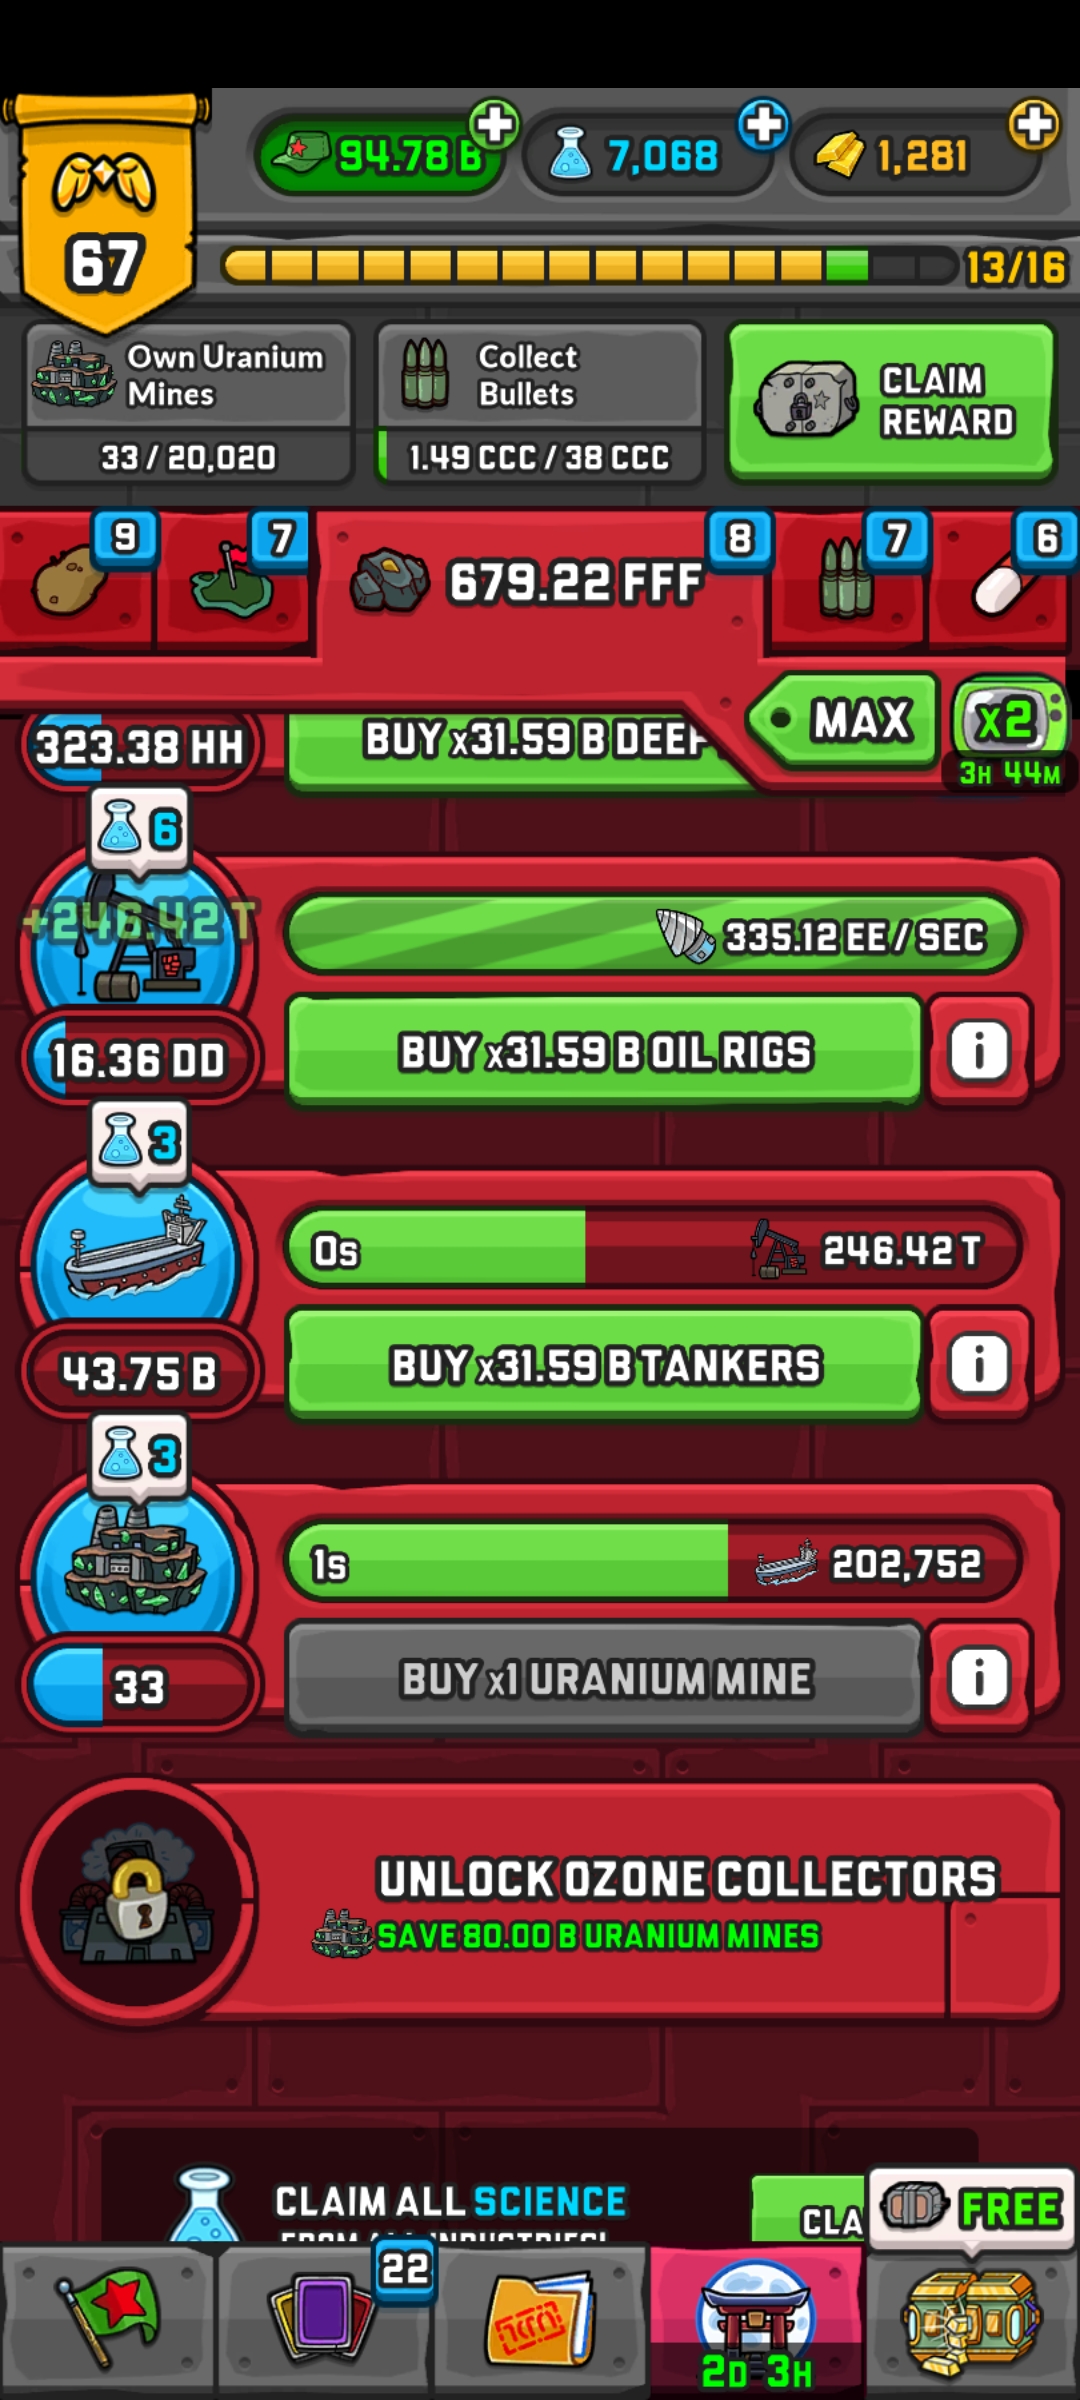 94.78 B
7,068
1,281
67
13/16
Own Uranium
Mines
33 / 20,020
Collect
Bullets
1.49 CCC / 38 CCC
CLAIM
REWARD
9
7
679.22 FFF
8
7
6
MAX
x2
3H 44M
323.38 HH
BUY x31.59 B DEEP
6
+246.42 T
335.12 EE / SEC
16.36 DD
BUY x31.59 B OIL RIGS
i
3
0s
246.42 T
43.75 B
BUY x31.59 B TANKERS
i
3
1s
202,752
33
BUY x1 URANIUM MINE
i
UNLOCK OZONE COLLECTORS
SAVE 80.00 B URANIUM MINES
CLAIM ALL SCIENCE
FROM ALL INDUSTRIES!
CLA
FREE
22
2D 3H